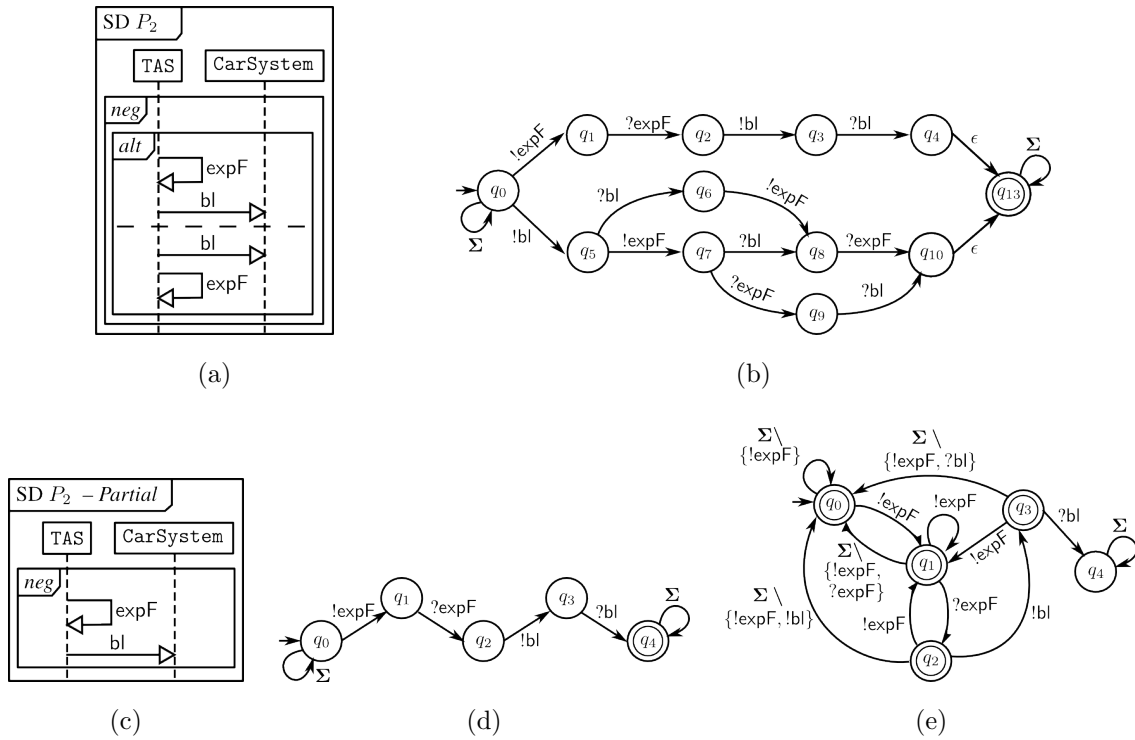 SD P₂
TAS
CarSystem
neg
alt
expF
bl
bl
expF
(a)
q₀
Σ
!expF
q₁
?expF
q₂
!bl
q₃
?bl
q₄
ϵ
!bl
q₅
?bl
q₆
!expF
!expF
q₇
?bl
q₈
?expF
q₁₀
ϵ
?expF
q₉
?bl
q₁₃
Σ
(b)
SD P₂ – Partial
TAS
CarSystem
neg
expF
bl
(c)
q₀
Σ
!expF
q₁
?expF
q₂
!bl
q₃
?bl
q₄
Σ
(d)
Σ\
{!expF}
Σ \
{!expF, ?bl}
q₀
!expF
!expF
q₃
?bl
Σ
q₄
Σ\
{!expF,
?expF}
q₁
!expF
Σ \
{!expF, !bl}
!expF
?expF
!bl
q₂
(e)